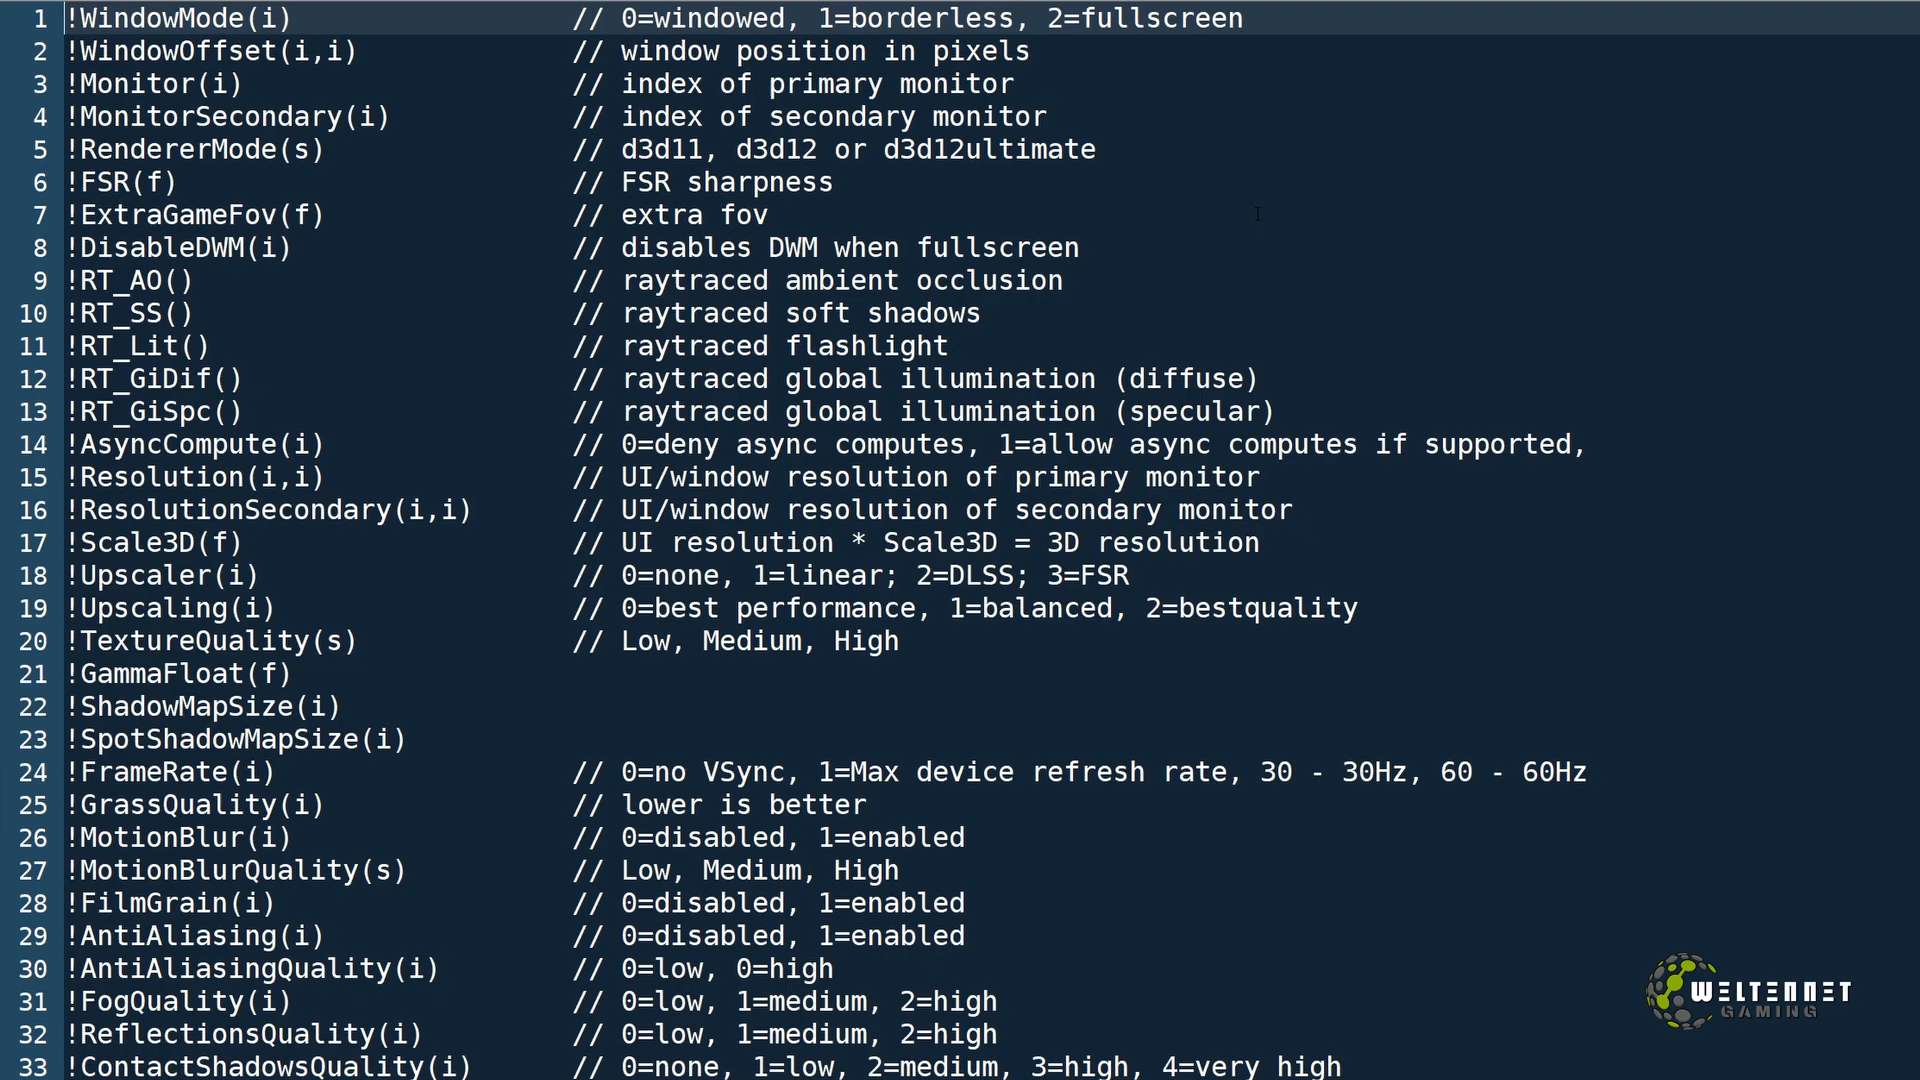 1 !WindowMode(i) // 0=windowed, 1=borderless, 2=fullscreen
2 !WindowOffset(i,i) // window position in pixels
3 !Monitor(i) // index of primary monitor
4 !MonitorSecondary(i) // index of secondary monitor
5 !RendererMode(s) // d3d11, d3d12 or d3d12ultimate
6 !FSR(f) // FSR sharpness
7 !ExtraGameFov(f) // extra fov
8 !DisableDWM(i) // disables DWM when fullscreen
9 !RT_AO() // raytraced ambient occlusion
10 !RT_SS() // raytraced soft shadows
11 !RT_Lit() // raytraced flashlight
12 !RT_GiDif() // raytraced global illumination (diffuse)
13 !RT_GiSpc() // raytraced global illumination (specular)
14 !AsyncCompute(i) // 0=deny async computes, 1=allow async computes if supported,
15 !Resolution(i,i) // UI/window resolution of primary monitor
16 !ResolutionSecondary(i,i) // UI/window resolution of secondary monitor
17 !Scale3D(f) // UI resolution * Scale3D = 3D resolution
18 !Upscaler(i) // 0=none, 1=linear; 2=DLSS; 3=FSR
19 !Upscaling(i) // 0=best performance, 1=balanced, 2=bestquality
20 !TextureQuality(s) // Low, Medium, High
21 !GammaFloat(f)
22 !ShadowMapSize(i)
23 !SpotShadowMapSize(i)
24 !FrameRate(i) // 0=no VSync, 1=Max device refresh rate, 30 - 30Hz, 60 - 60Hz
25 !GrassQuality(i) // lower is better
26 !MotionBlur(i) // 0=disabled, 1=enabled
27 !MotionBlurQuality(s) // Low, Medium, High
28 !FilmGrain(i) // 0=disabled, 1=enabled
29 !AntiAliasing(i) // 0=disabled, 1=enabled
30 !AntiAliasingQuality(i) // 0=low, 0=high
31 !FogQuality(i) // 0=low, 1=medium, 2=high
32 !ReflectionsQuality(i) // 0=low, 1=medium, 2=high
33 !ContactShadowsQuality(i) // 0=none, 1=low, 2=medium, 3=high, 4=very high
WELTENNET
GAMING